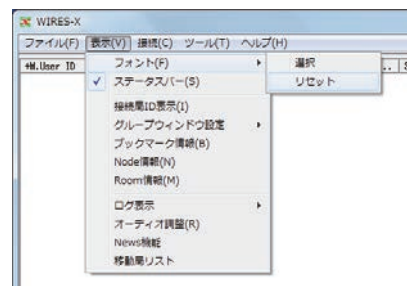 WIRES-X
ファイル(F) 表示(V) 接続(C) ツール(T) ヘルプ(H)
+M.User ID
フォント(F)
選択
リセット
ステータスバー(S)
接続局ID表示(I)
グループウィンドウ設定
ブックマーク情報(B)
Node情報(N)
Room情報(M)
ログ表示
オーディオ調整(R)
News機能
移動局リスト